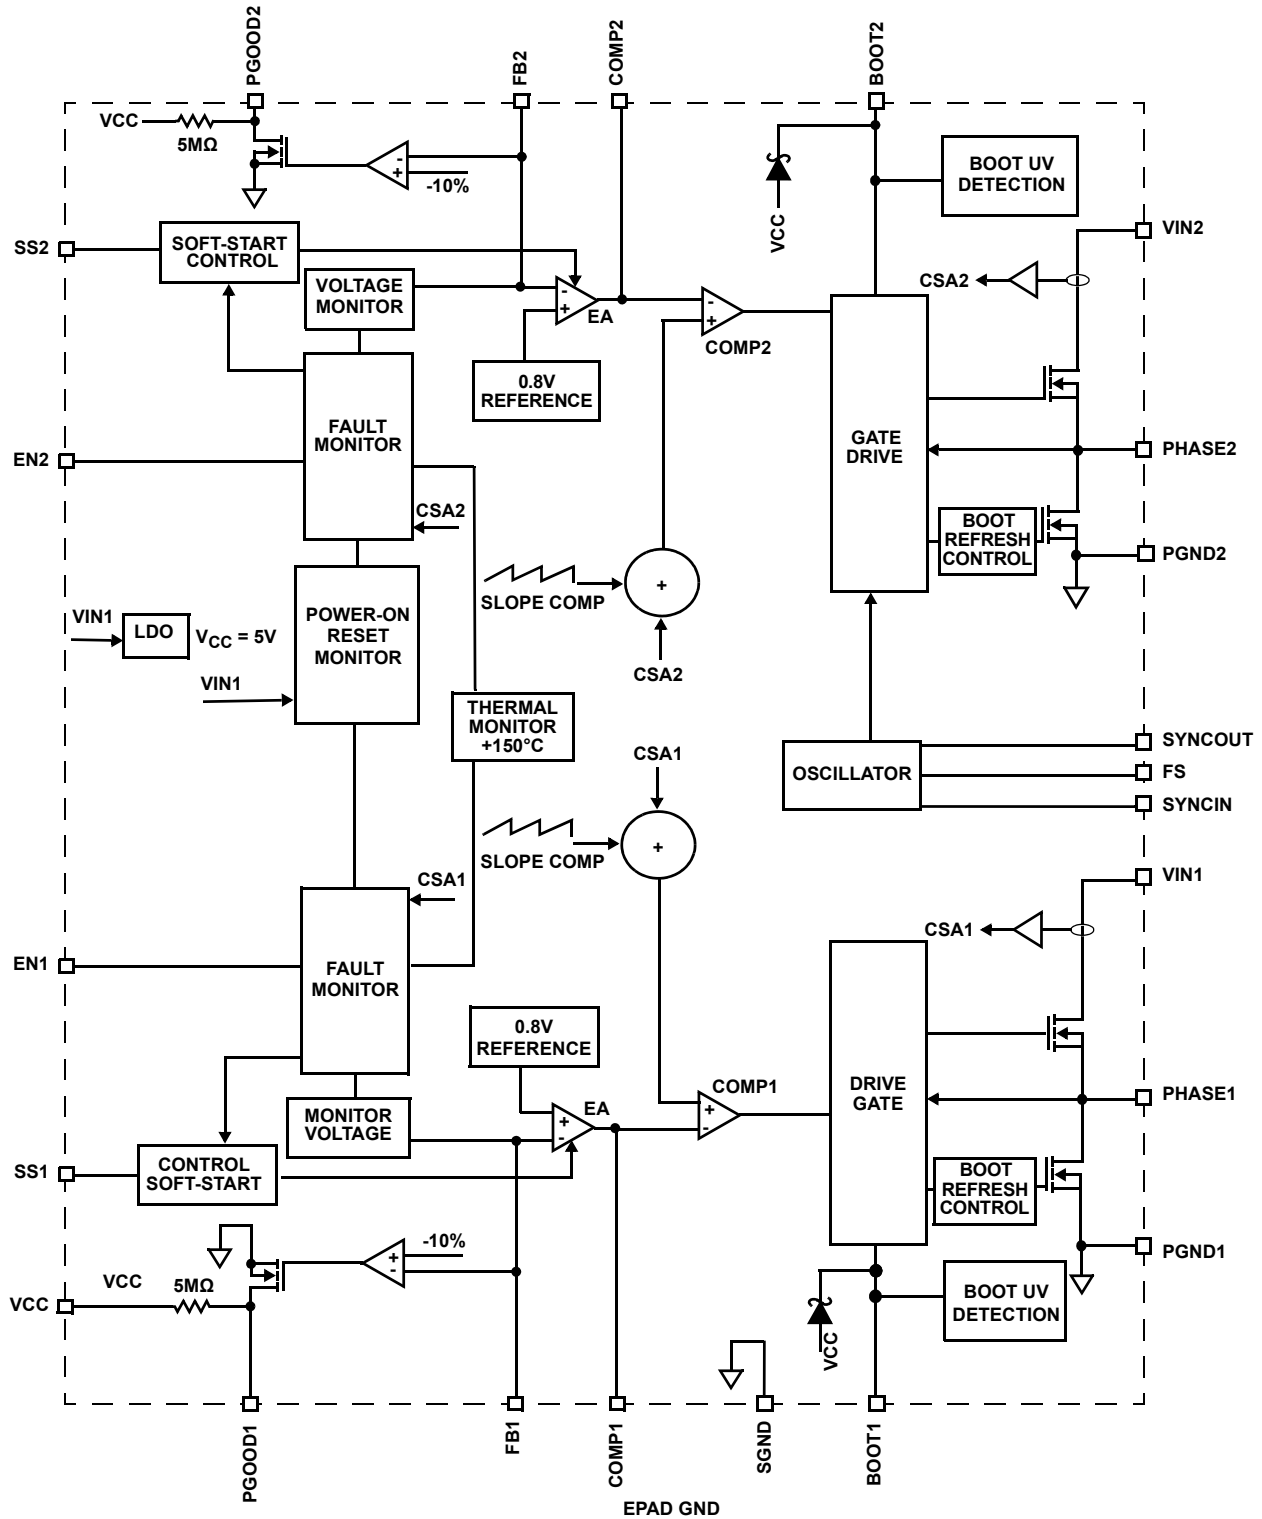 PGOOD2
FB2
COMP2
BOOT2
VCC
5MΩ
-
+
-10%
BOOT UV
DETECTION
VCC
SS2
SOFT-START
CONTROL
VIN2
VOLTAGE
MONITOR
CSA2
-
+
EA
-
+
COMP2
0.8V
REFERENCE
FAULT
MONITOR
GATE
DRIVE
EN2
PHASE2
CSA2
BOOT
REFRESH
CONTROL
PGND2
SLOPE COMP
+
VIN1
LDO
VCC = 5V
POWER-ON
RESET
MONITOR
CSA2
VIN1
THERMAL
MONITOR
+150°C
CSA1
SYNCOUT
OSCILLATOR
FS
SYNCIN
SLOPE COMP
+
CSA1
VIN1
CSA1
EN1
FAULT
MONITOR
0.8V
REFERENCE
COMP1
DRIVE
GATE
PHASE1
MONITOR
VOLTAGE
EA
+
-
+
-
SS1
CONTROL
SOFT-START
BOOT
REFRESH
CONTROL
-10%
+
-
PGND1
VCC
VCC
5MΩ
BOOT UV
DETECTION
VCC
PGOOD1
FB1
COMP1
SGND
BOOT1
EPAD GND